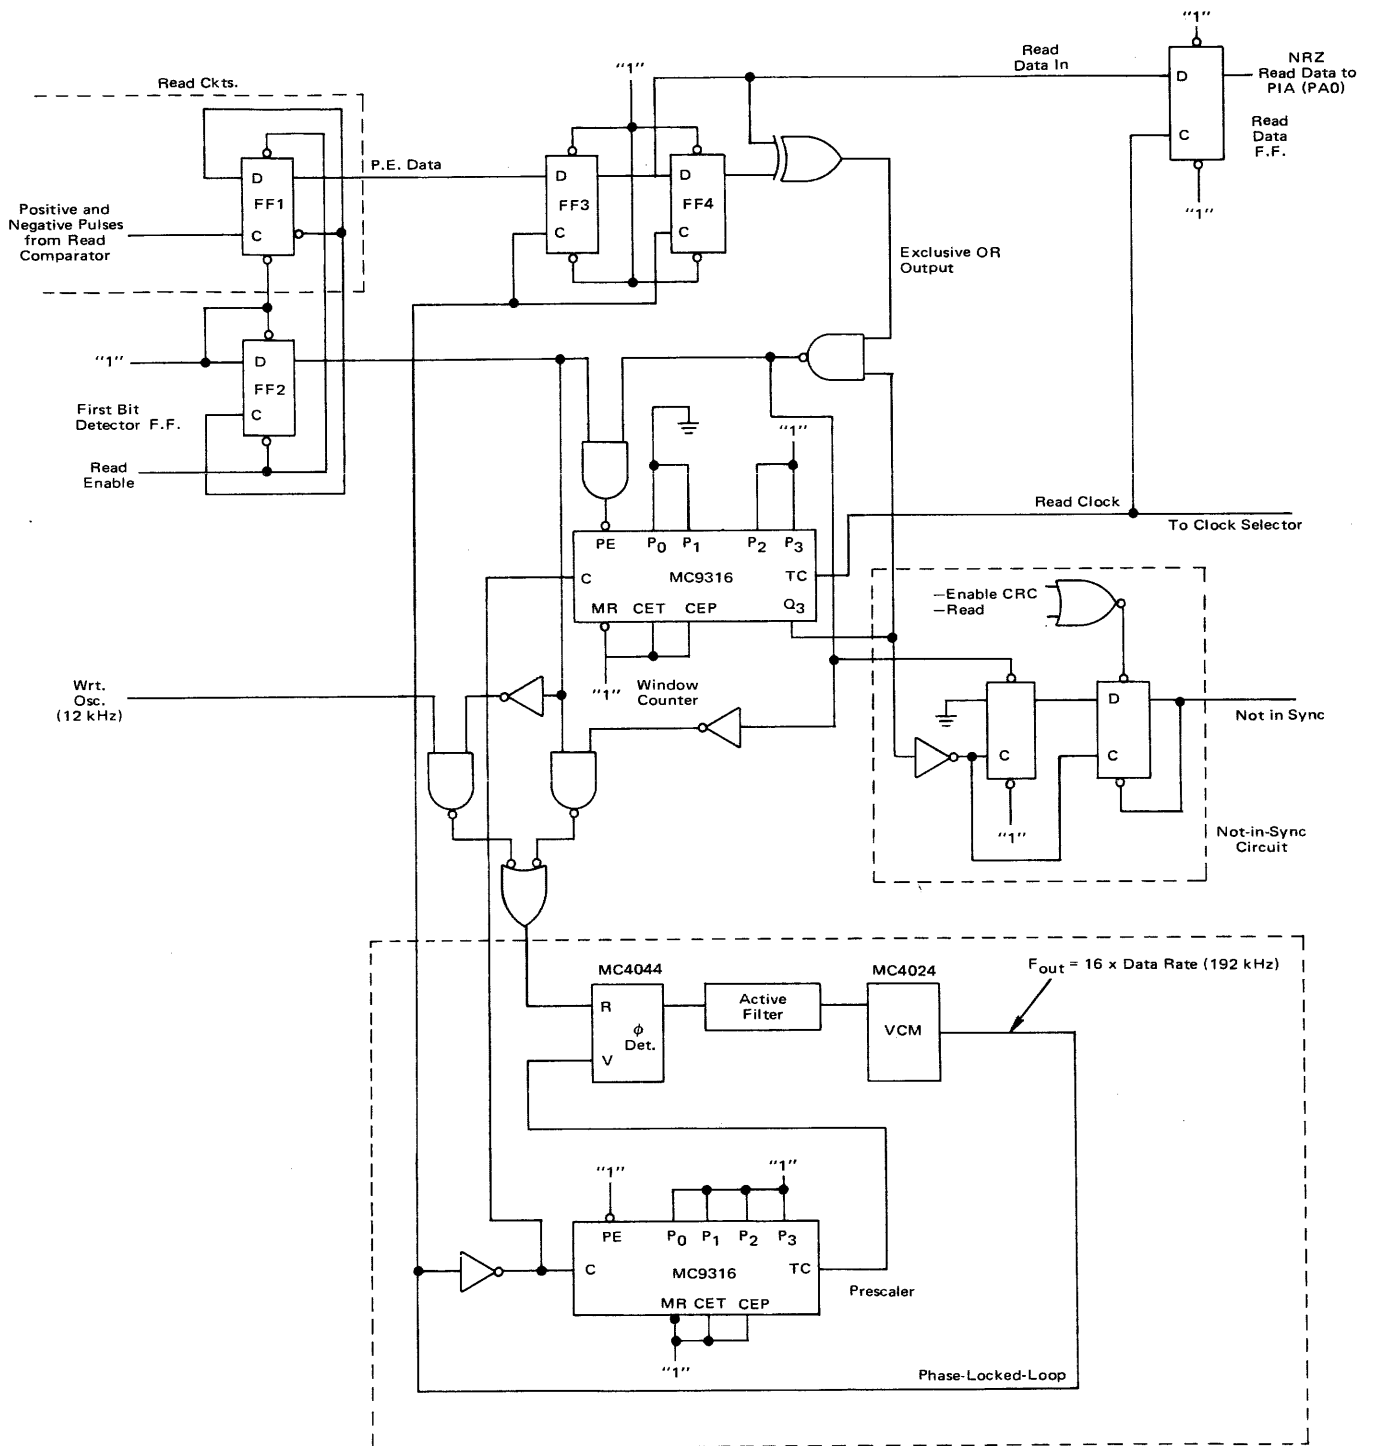 "1"
Read Ckts.
Read
Data In
"1"
NRZ
Read Data to
PIA (PA0)
D
C
Read
Data
F.F.
"1"
P.E. Data
D
FF1
C
D
FF3
C
D
FF4
C
Positive and
Negative Pulses
from Read
Comparator
Exclusive OR
Output
"1"
D
FF2
C
First Bit
Detector F.F.
Read
Enable
"1"
Read Clock
To Clock Selector
PE
P0
P1
P2
P3
C
MC9316
TC
MR
CET
CEP
Q3
"1"
Window
Counter
—Enable CRC
—Read
Wrt.
Osc.
(12 kHz)
D
Not in Sync
C
C
"1"
Not-in-Sync
Circuit
MC4044
R
φ
Det.
V
Active
Filter
MC4024
VCM
Fout = 16 x Data Rate (192 kHz)
"1"
"1"
PE
P0
P1
P2
P3
C
MC9316
TC
Prescaler
MR
CET
CEP
"1"
Phase-Locked-Loop